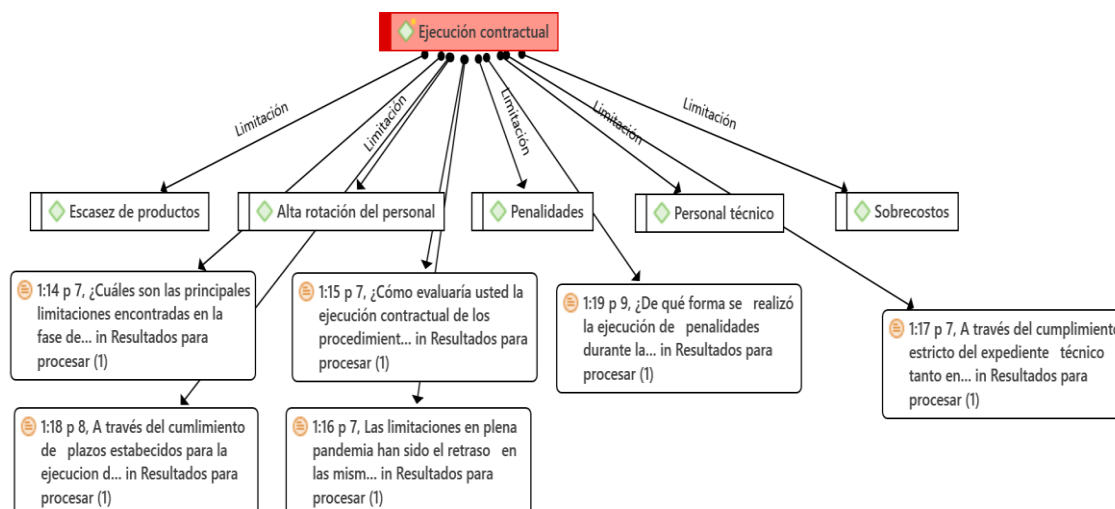 Ejecución contractual
Limitación
Limitación
Limitación
Limitación
Limitación
Escasez de productos
Alta rotación del personal
Penalidades
Personal técnico
Sobrecostos
1:14 p 7, ¿Cuáles son las principales
limitaciones encontradas en la
fase de... in Resultados para
procesar (1)
1:15 p 7, ¿Cómo evaluaría usted la
ejecución contractual de los
procedimient... in Resultados para
procesar (1)
1:19 p 9, ¿De qué forma se realizó
la ejecución de penalidades
durante la... in Resultados para
procesar (1)
1:17 p 7, A través del cumplimiento
estricto del expediente técnico
tanto en... in Resultados para
procesar (1)
1:18 p 8, A través del cumlimiento
de plazos estabecidos para la
ejecucion d... in Resultados para
procesar (1)
1:16 p 7, Las limitaciones en plena
pandemia han sido el retraso en
las mism... in Resultados para
procesar (1)